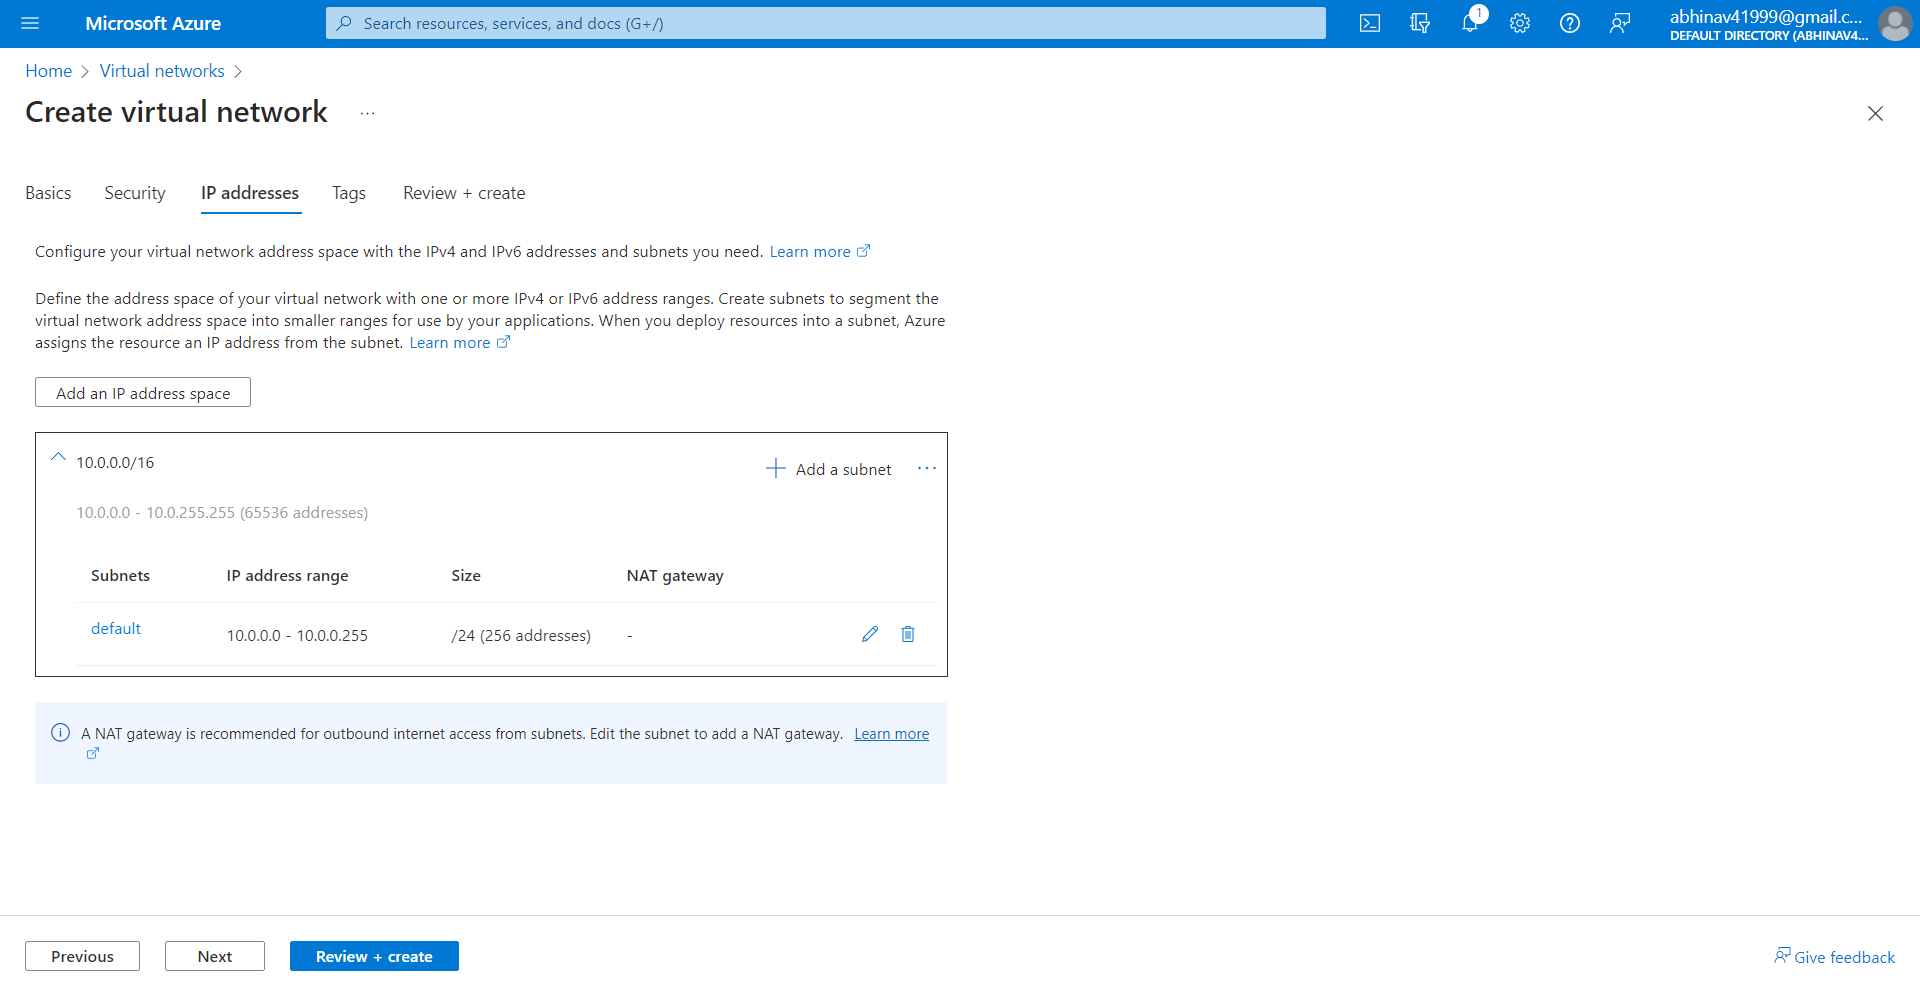 Microsoft Azure
Search resources, services, and docs (G+/)
1
abhinav41999@gmail.c...
DEFAULT DIRECTORY (ABHINAV4...
Home > Virtual networks >
Create virtual network ...
Basics Security IP addresses Tags Review + create
Configure your virtual network address space with the IPv4 and IPv6 addresses and subnets you need. Learn more
Define the address space of your virtual network with one or more IPv4 or IPv6 address ranges. Create subnets to segment the
virtual network address space into smaller ranges for use by your applications. When you deploy resources into a subnet, Azure
assigns the resource an IP address from the subnet. Learn more
Add an IP address space
10.0.0.0/16
+ Add a subnet ...
10.0.0.0 - 10.0.255.255 (65536 addresses)
Subnets IP address range Size NAT gateway
default 10.0.0.0 - 10.0.0.255 /24 (256 addresses) -
A NAT gateway is recommended for outbound internet access from subnets. Edit the subnet to add a NAT gateway. Learn more
Previous Next Review + create
Give feedback